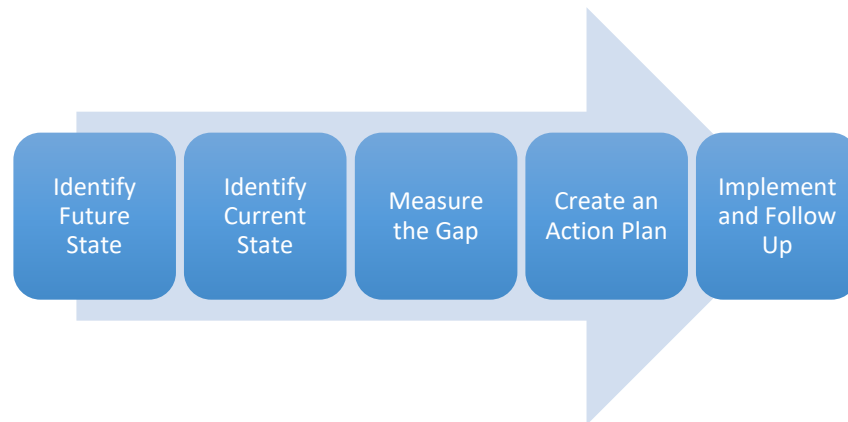 Identify
Future
State
Identify
Current
State
Measure
the Gap
Create an
Action Plan
Implement
and Follow
Up